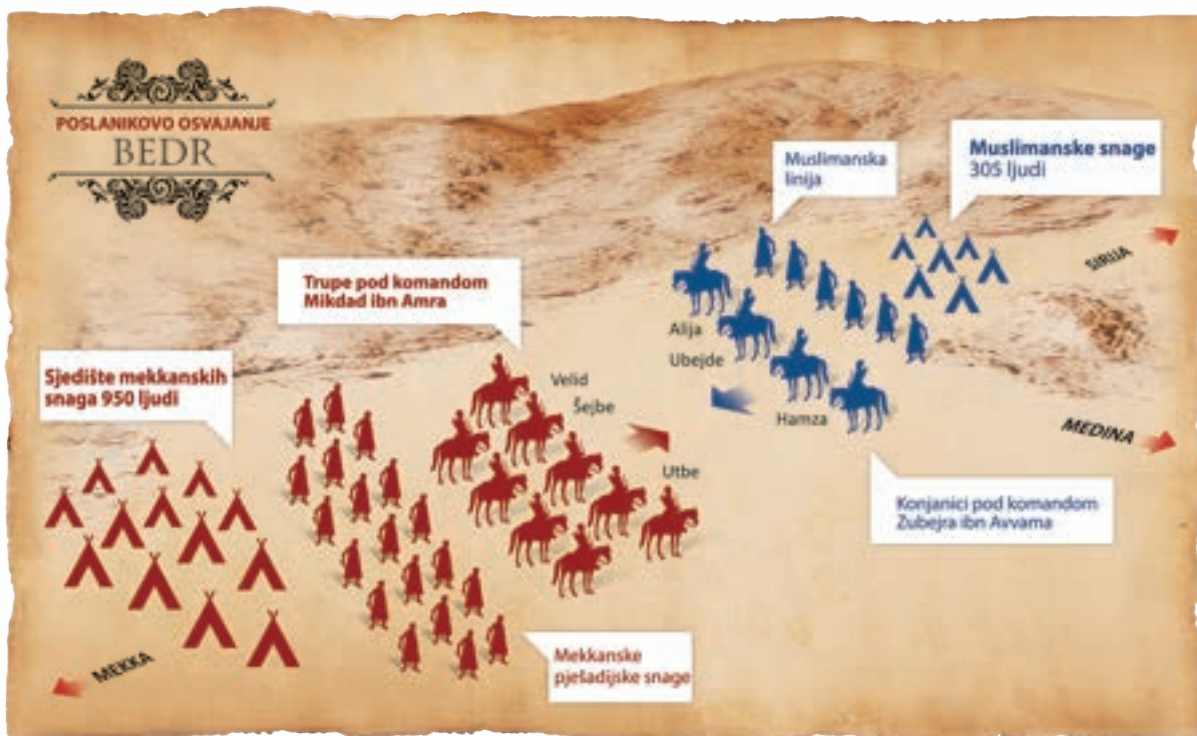 POSLANIKOVO OSVAJANJE
BEDR
Muslimanska
linija
Muslimanske snage
305 ljudi
SIRIJA
Trupe pod komandom
Mikdad ibn Amra
Alija
Ubejde
Hamza
MEDINA
Sjedište mekkanskih
snaga 950 ljudi
Velid
Šejbe
Utbe
Konjanici pod komandom
Zubejra ibn Avvama
Mekkanske
pješadijske snage
MEKKA